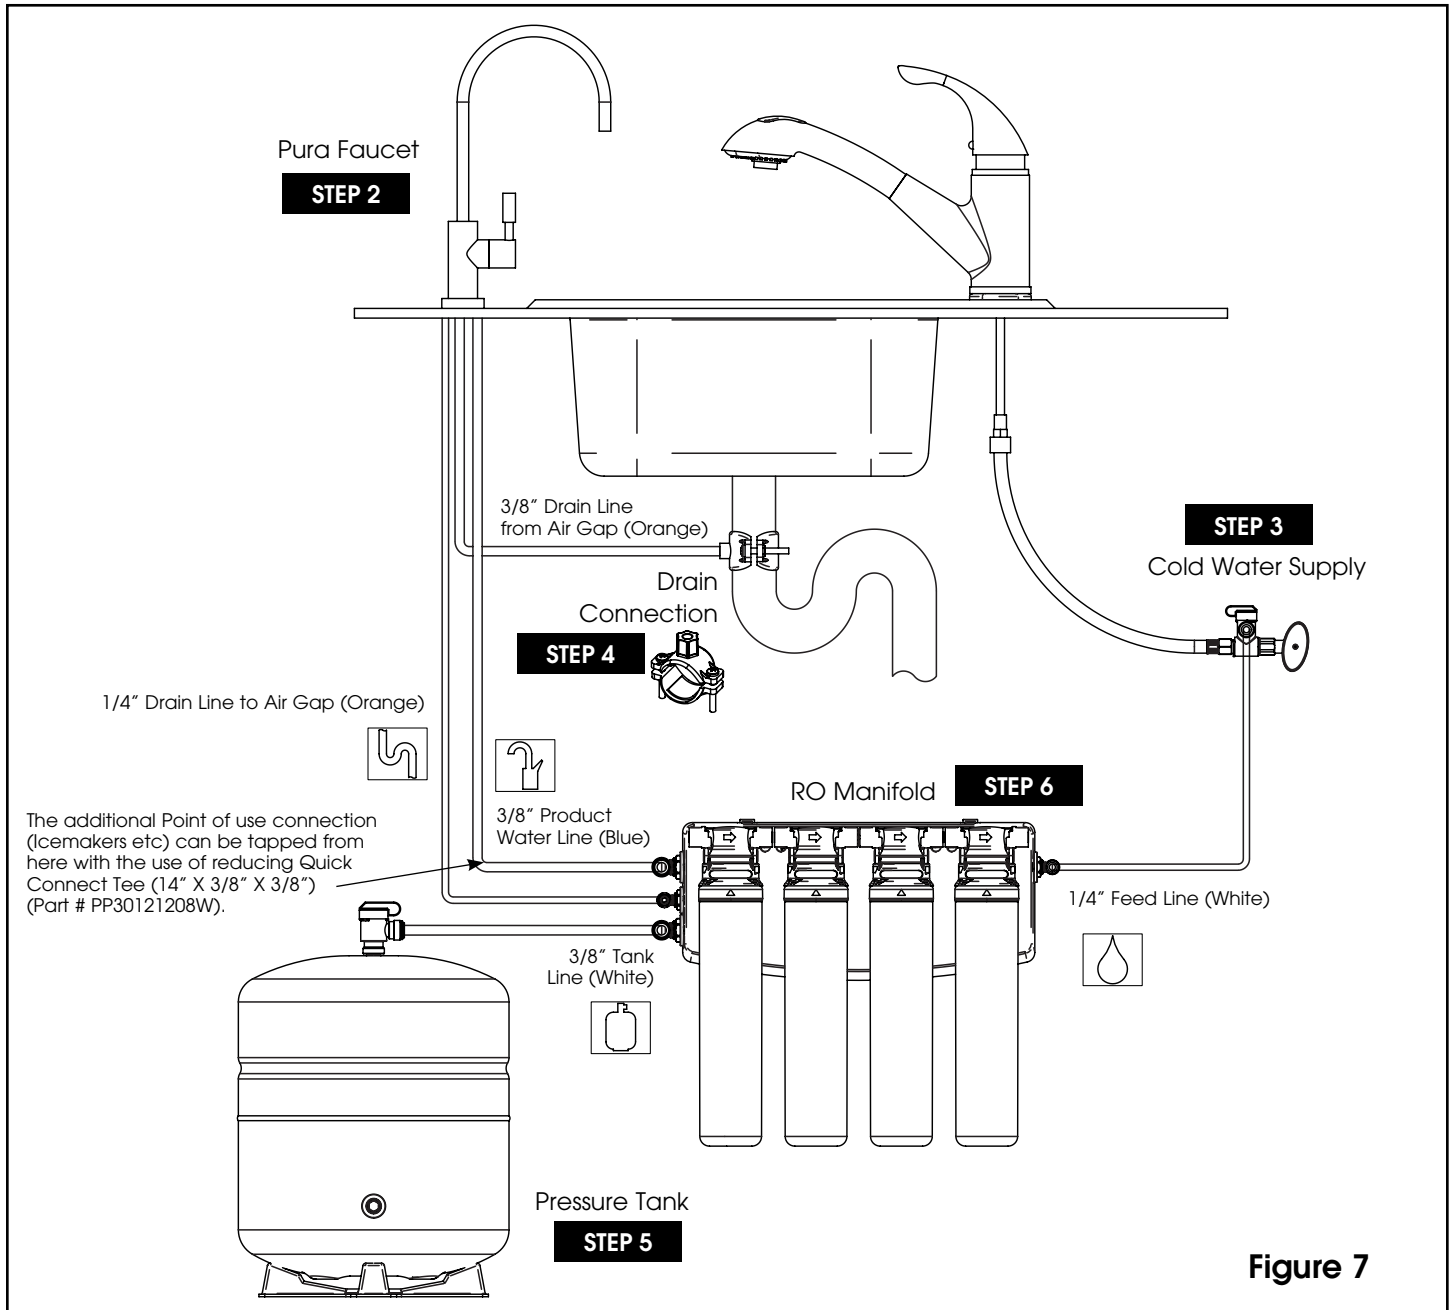 Pura Faucet
STEP 2
3/8” Drain Line
from Air Gap (Orange)
STEP 3
Cold Water Supply
Drain
Connection
STEP 4
1/4” Drain Line to Air Gap (Orange)
RO Manifold
STEP 6
3/8” Product
Water Line (Blue)
The additional Point of use connection
(Icemakers etc) can be tapped from
here with the use of reducing Quick
Connect Tee (14” X 3/8” X 3/8”)
(Part # PP30121208W).
1/4” Feed Line (White)
3/8” Tank
Line (White)
Pressure Tank
STEP 5
Figure 7